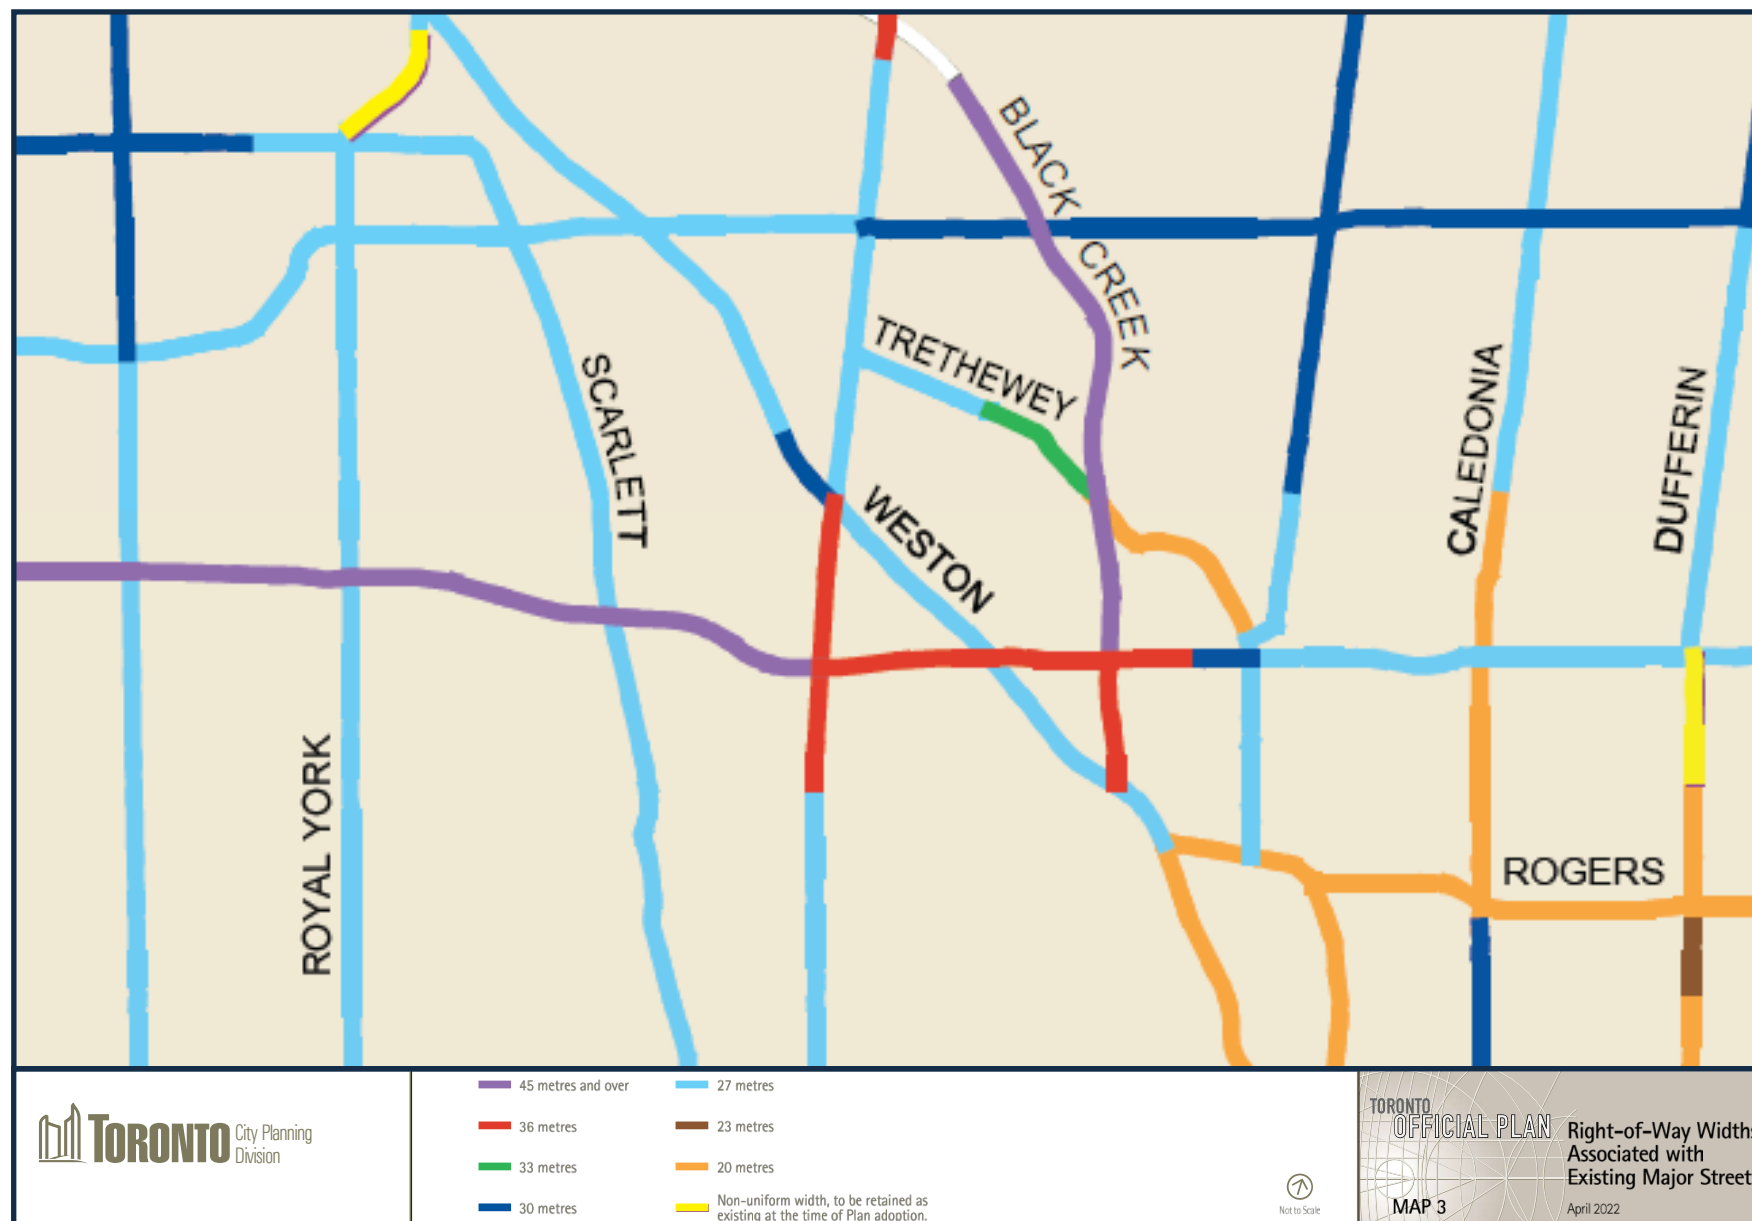 BLACK
CREEK
TRETHEWEY
SCARLETT
WESTON
CALEDONIA
DUFFERIN
ROYAL YORK
ROGERS
TORONTO
City Planning
Division
45 metres and over
36 metres
33 metres
30 metres
27 metres
23 metres
20 metres
Non-uniform width, to be retained as
existing at the time of Plan adoption.
Not to Scale
TORONTO
OFFICIAL PLAN
MAP 3
Right-of-Way Widths
Associated with
Existing Major Street
April 2022